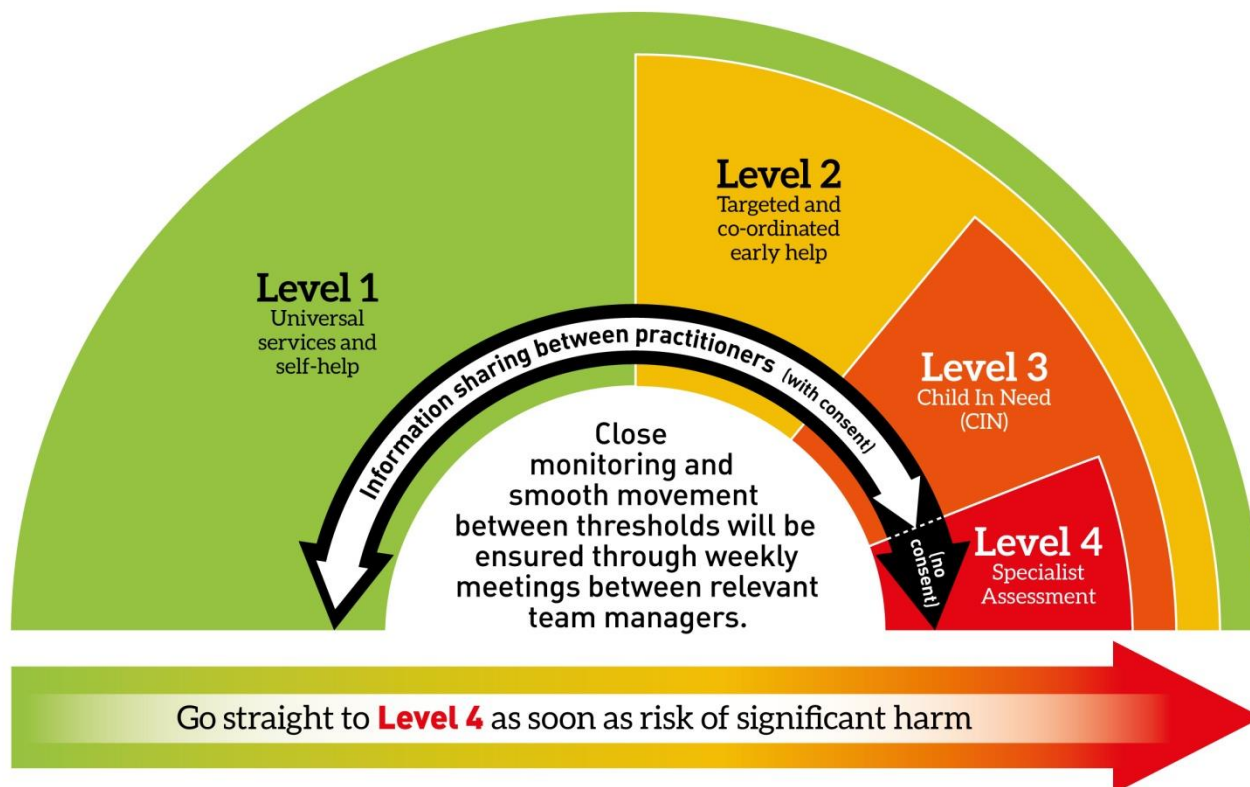 Level 1
Universal
services and
self-help
Level 2
Targeted and
co-ordinated
early help
Level 3
Child In Need
(CIN)
Level 4
Specialist
Assessment
Information sharing between practitioners (with consent)
(no
consent)
Close
monitoring and
smooth movement
between thresholds will be
ensured through weekly
meetings between relevant
team managers.
Go straight to Level 4 as soon as risk of significant harm